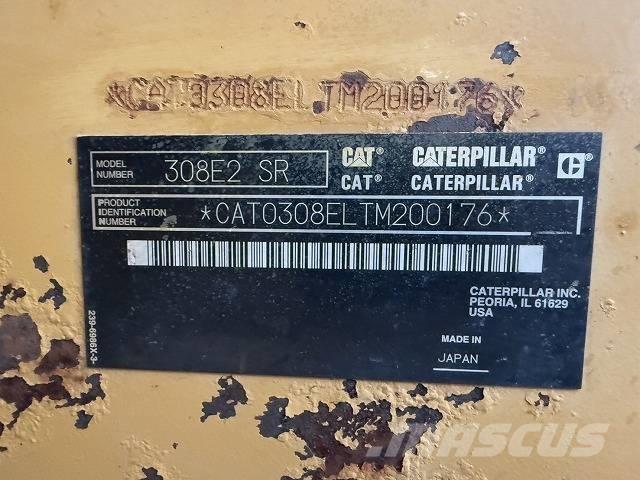 *CAT0308ELTM200176*
MODEL NUMBER 308E2 SR CAT® CATERPILLAR®
CAT® CATERPILLAR®
PRODUCT IDENTIFICATION NUMBER *CAT0308ELTM200176*
CATERPILLAR INC.
PEORIA, IL 61629
USA
MADE IN
JAPAN
239-6986X-3
MASCUS